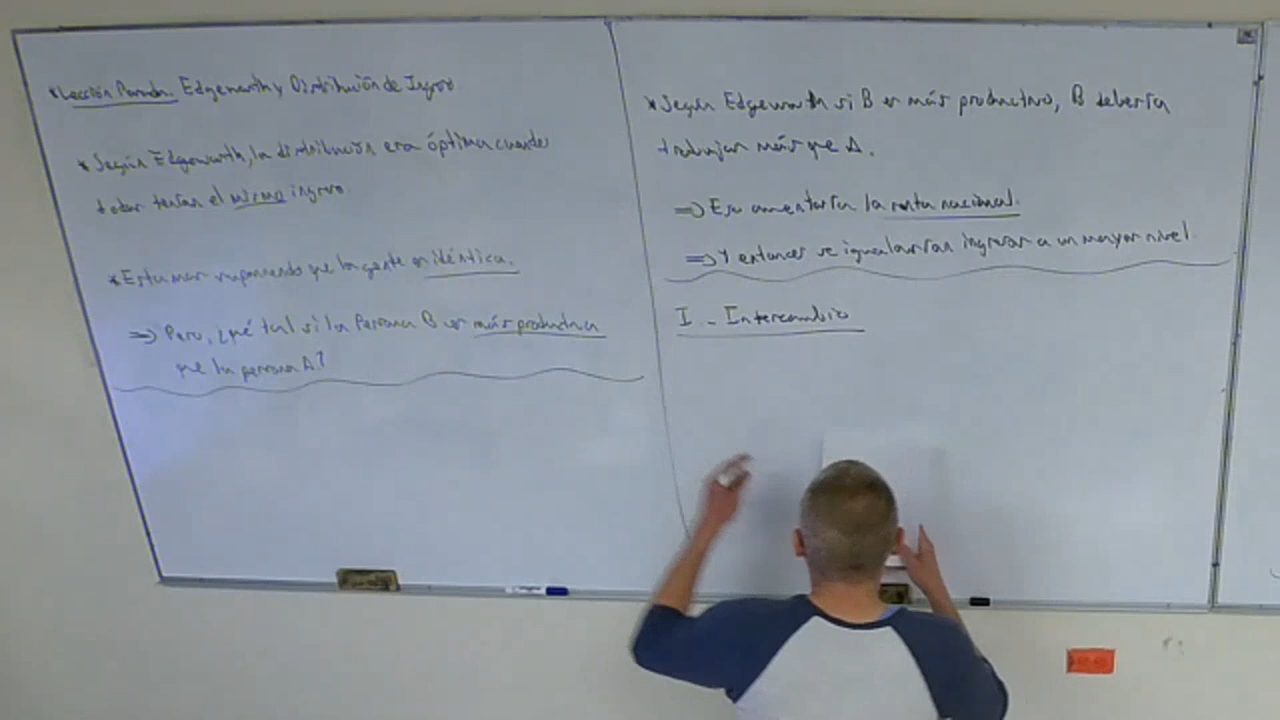 *Lección Pasada. Edgeworth y Distribución de Ingreso
*Según Edgeworth, la distribución era óptima cuando
todos tenían el mismo ingreso.
*Estamos suponiendo que la gente es idéntica.
⇒ Pero, ¿qué tal si la Persona B es más productiva
que la persona A?
*Según Edgeworth si B es más productivo, B debería
trabajar más que A.
⇒ Eso aumentaría la renta nacional.
⇒ Y entonces se igualarían ingresos a un mayor nivel
I - Intercambio